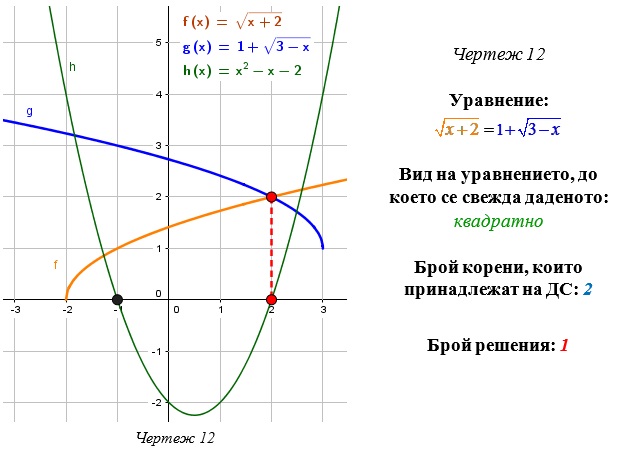 f (x) = √x + 2
g (x) = 1 + √3 − x
h (x) = x² − x − 2
h
g
f
5
4
3
2
1
0
-1
-2
-3
-2
-1
0
1
2
3
Чертеж 12
Чертеж 12
Уравнение:
√x + 2 = 1+√3 − x
Вид на уравнението, до
което се свежда даденото:
квадратно
Брой корени, които
принадлежат на ДС: 2
Брой решения: 1